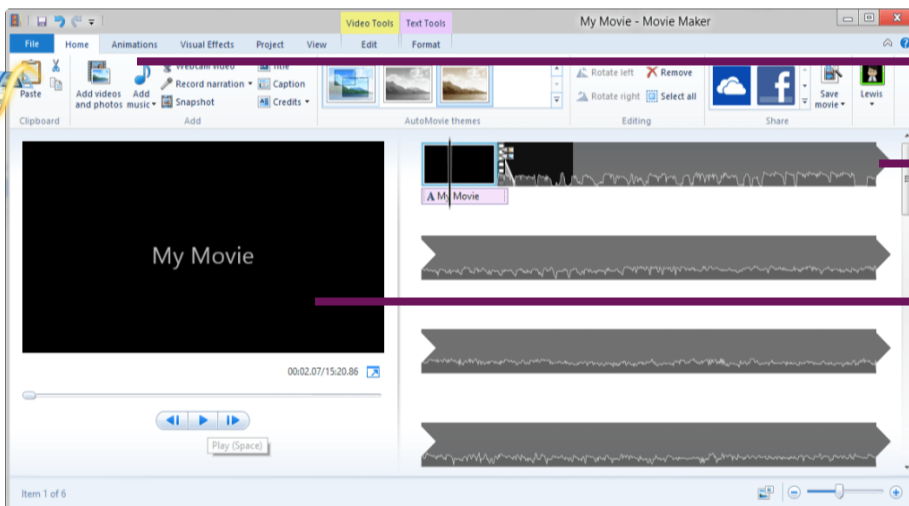 Video Tools Text Tools My Movie - Movie Maker
File Home Animations Visual Effects Project View Edit Format
Paste
Add videos and photos
Add music
Webcam video
Record narration
Snapshot
Title
Caption
Credits
Rotate left
Rotate right
Remove
Select all
Save movie
Lewis
Clipboard Add AutoMovie themes Editing Share
A My Movie
My Movie
00:02.07/15:20.86
Play (Space)
Item 1 of 6